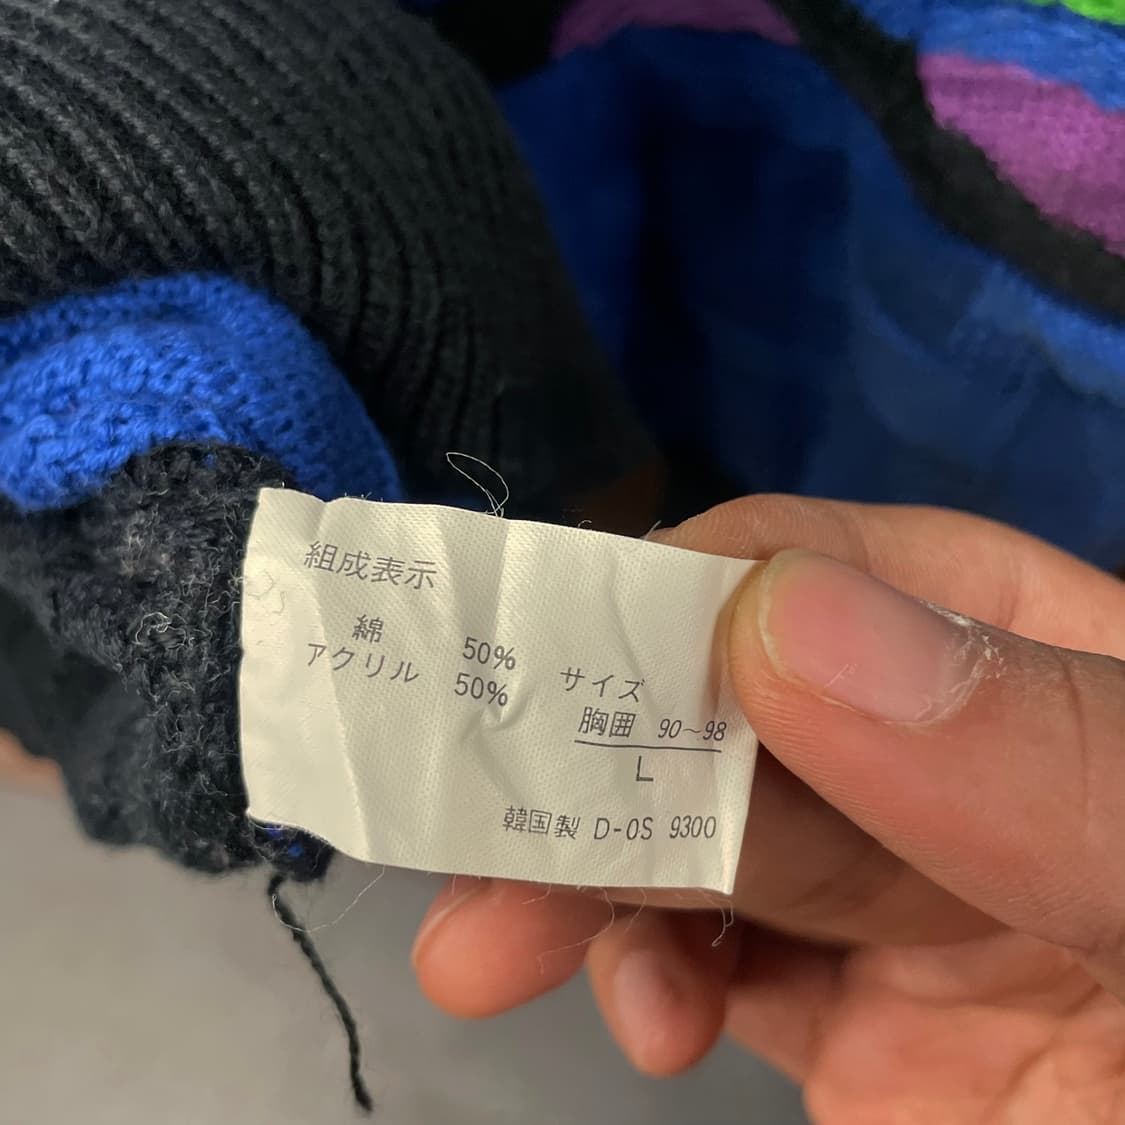 組成表示
綿 50%
アクリル 50%
サイズ
胸囲 90~98
L
韓国製 D-OS 9300